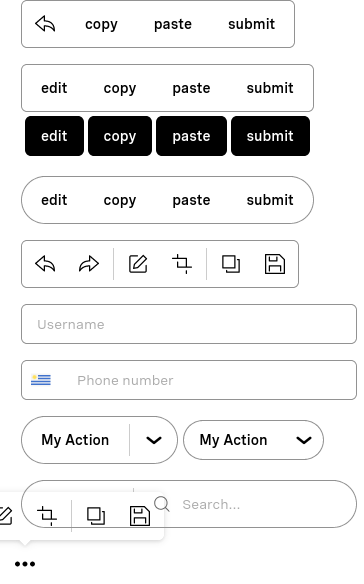 copy paste submit
edit copy paste submit
edit copy paste submit
edit copy paste submit
Username
Phone number
My Action My Action
Search...